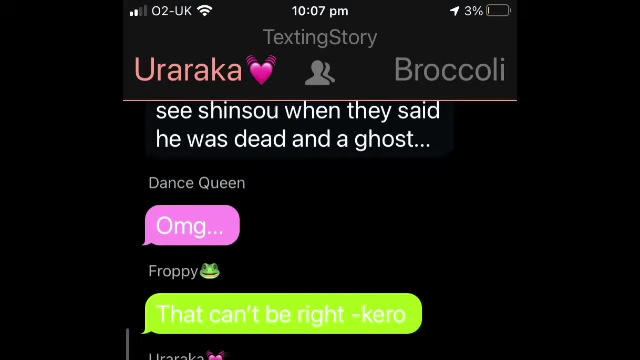 O2-UK 10:07 pm 3%
TextingStory
Uraraka💓 Broccoli
see shinsou when they said
he was dead and a ghost...
Dance Queen
Omg...
Froppy🐸
That can't be right -kero
Uraraka💓